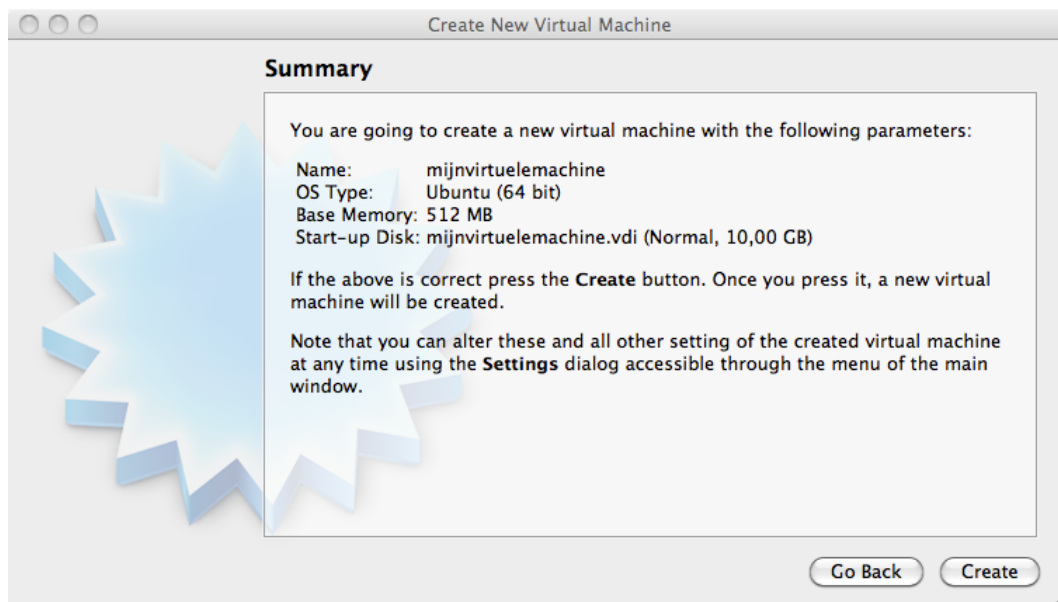 Create New Virtual Machine
Summary
You are going to create a new virtual machine with the following parameters:
Name: mijnvirtuelemachine
OS Type: Ubuntu (64 bit)
Base Memory: 512 MB
Start-up Disk: mijnvirtuelemachine.vdi (Normal, 10,00 GB)
If the above is correct press the Create button. Once you press it, a new virtual
machine will be created.
Note that you can alter these and all other setting of the created virtual machine
at any time using the Settings dialog accessible through the menu of the main
window.
Go Back
Create